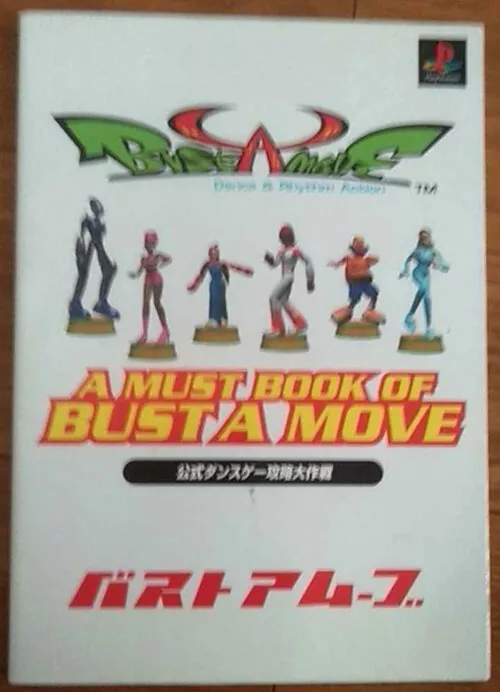 PlayStation
BUST A MOVE
Dance & Rhythm Action
TM
A MUST BOOK OF
BUST A MOVE
公式ダンスゲー攻略大作戦
バストアムーブ